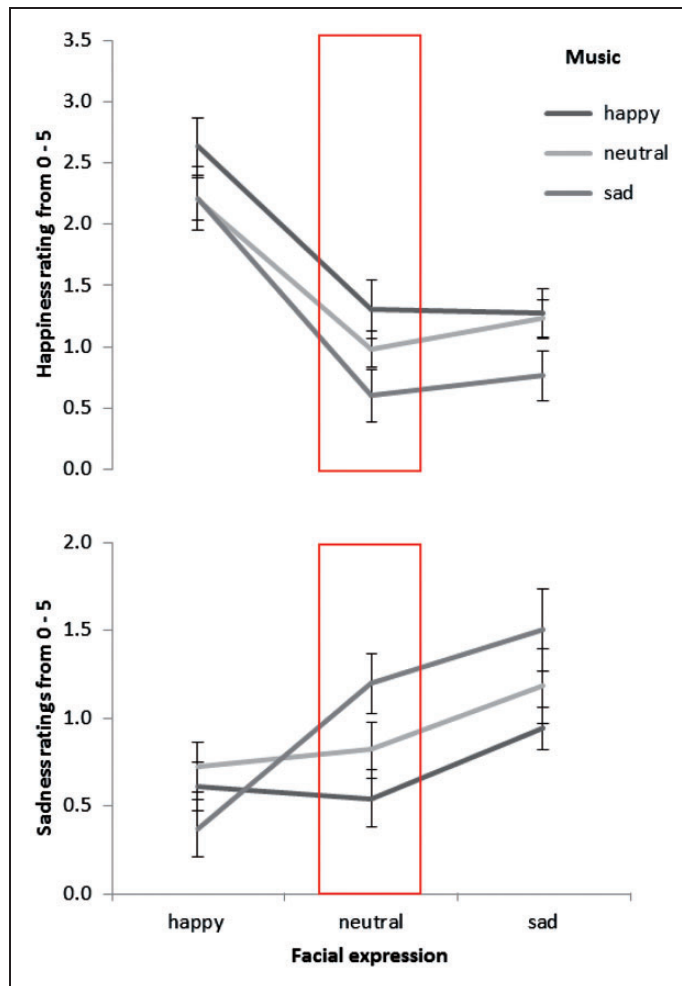 3.5
3.0
2.5
2.0
1.5
1.0
0.5
0.0
Happiness rating from 0 - 5
Music
happy
neutral
sad
2.0
1.5
1.0
0.5
0.0
Sadness ratings from 0 - 5
happy neutral sad
Facial expression